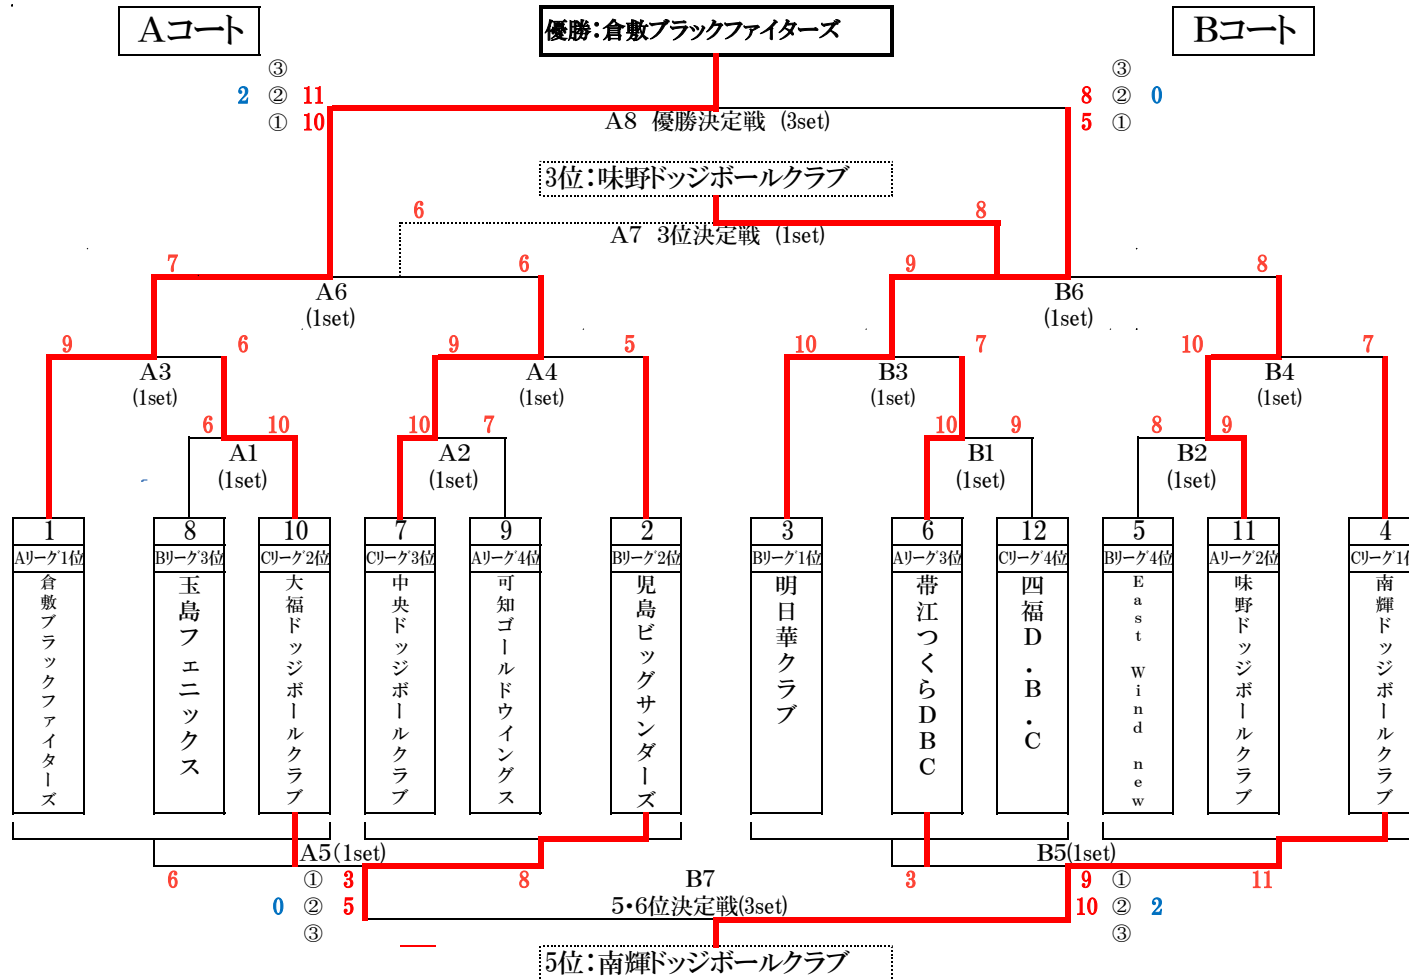 Aコート
優勝：倉敷ブラックファイターズ
Bコート
③ ③
2 ② 11 8 ② 0
① 10 5 ①
A8 優勝決定戦 (3set)
3位：味野ドッジボールクラブ
6 8
A7 3位決定戦 (1set)
7 6 9 8
A6 B6
(1set) (1set)
9 6 9 5 10 7 10 7
A3 A4 B3 B4
(1set) (1set) (1set) (1set)
6 10 10 7 10 9 8 9
A1 A2 B1 B2
(1set) (1set) (1set) (1set)
1 8 10 7 9 2 3 6 12 5 11 4
Aリーグ1位 Bリーグ3位 Cリーグ2位 Cリーグ3位 Aリーグ4位 Bリーグ2位 Bリーグ1位 Aリーグ3位 Cリーグ4位 Bリーグ4位 Aリーグ2位 Cリーグ1位
倉敷ブラックファイターズ
玉島フェニックス
大福ドッジボールクラブ
中央ドッジボールクラブ
可知ゴールドウイングス
児島ビッグサンダーズ
明日華クラブ
帯江つくらDBC
四福D.B.C
East Wind new
味野ドッジボールクラブ
南輝ドッジボールクラブ
A5(1set) B5(1set)
6 ① 3 8 B7 3 9 ① 11
0 ② 5 5・6位決定戦(3set) 10 ② 2
③ ③
5位：南輝ドッジボールクラブ